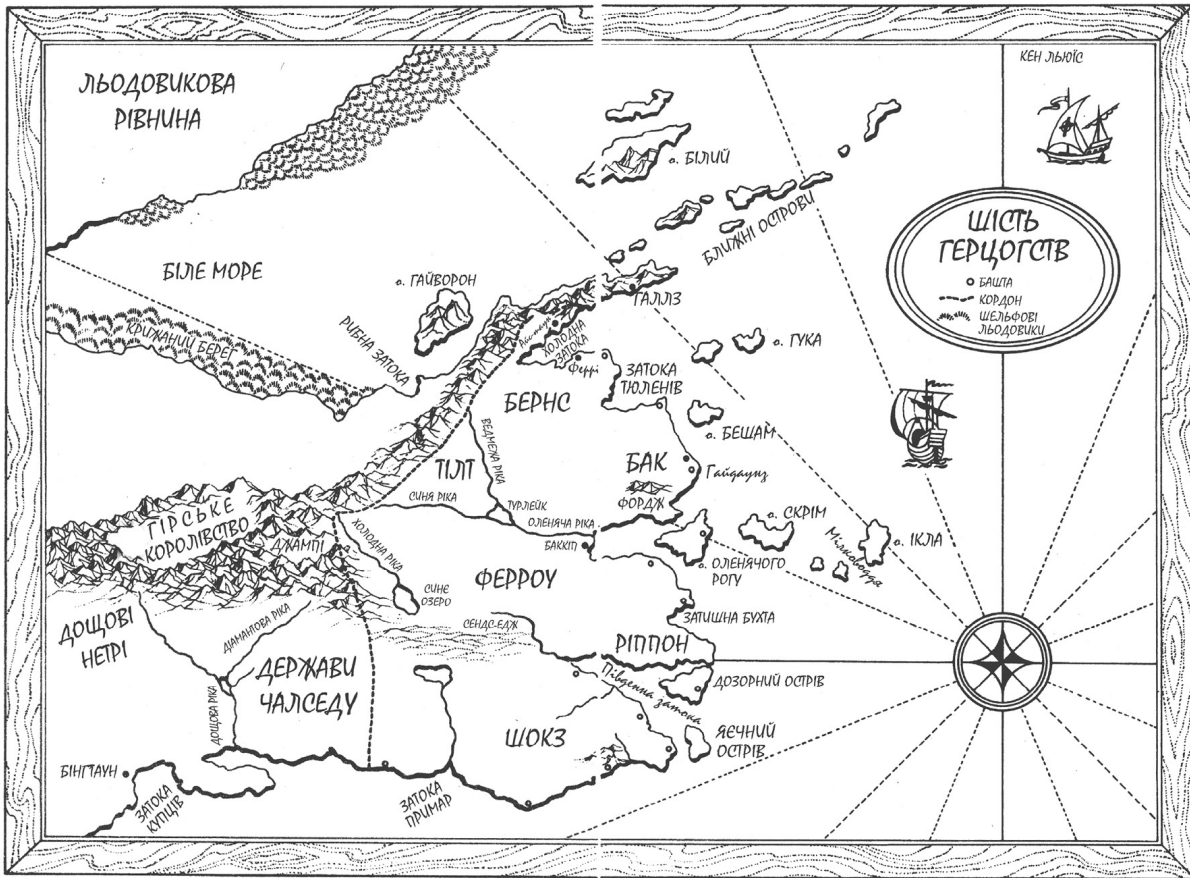 КЕН ЛЬЮЇС
ЛЬОДОВИКОВА
РІВНИНА
о. БІЛИЙ
БЛИЖНІ ОСТРОВИ
ШІСТЬ
ГЕРЦОГСТВ
БАШТА
КОРДОН
ШЕЛЬФОВІ
ЛЬОДОВИКИ
БІЛЕ МОРЕ
о. ГАЙВОРОН
ГАЛЛЗ
КРИЖАНИЙ БЕРЕГ
РИБНА ЗАТОКА
ХОЛОДНА
ЗАТОКА
Феррі
о. ГУКА
ЗАТОКА
ТЮЛЕНІВ
БЕРНС
о. БЕШАМ
ВЕДМЕЖА РІКА
ТІЛТ
БАК
Гайдаунз
ФОРДЖ
СИНЯ РІКА
ТУРЛЕЙК
ОЛЕНЯЧА РІКА
БАККІП
о. СКРІМ
Мілководдя
о. ІКЛА
о. ОЛЕНЯЧОГО
РОГУ
ГІРСЬКЕ
КОРОЛІВСТВО
ДЖАМПІ
ХОЛОДНА РІКА
СИНЄ
ОЗЕРО
ФЕРРОУ
ЗАТИШНА БУХТА
СЕНДСЕДЖ
ДОЩОВІ
НЕТРІ
ДІАМАНТОВА РІКА
РІППОН
ДЕРЖАВИ
ЧАЛСЕДУ
Південна затока
ДОЗОРНИЙ ОСТРІВ
ДОЩОВА РІКА
ШОКЗ
ЯЄЧНИЙ
ОСТРІВ
БІНГТАУН
ЗАТОКА
КУПЦІВ
ЗАТОКА
ПРИМАР